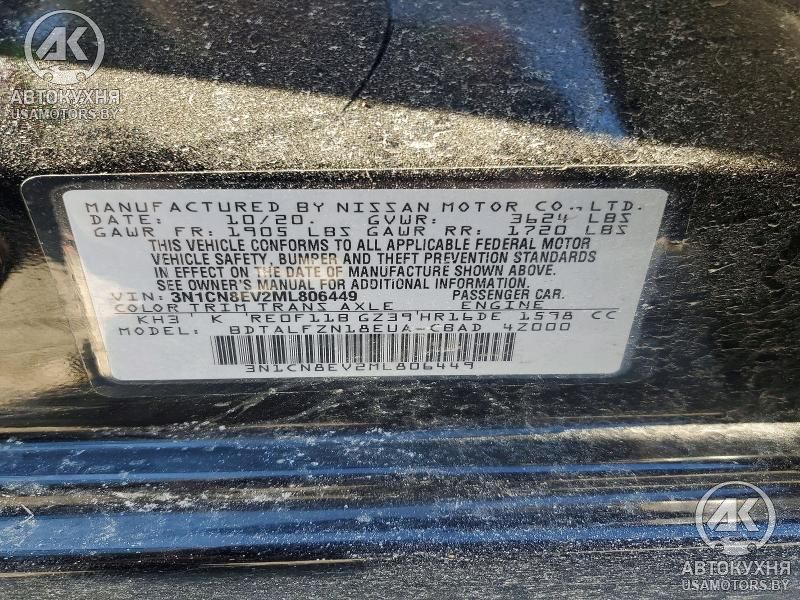 AK
АВТОКУХНЯ
USAMOTORS.BY
MANUFACTURED BY NISSAN MOTOR CO., LTD.
DATE: 10/20. GVWR: 3624 LBS
GAWR FR: 1905 LBS GAWR RR: 1720 LBS
THIS VEHICLE CONFORMS TO ALL APPLICABLE FEDERAL MOTOR
VEHICLE SAFETY, BUMPER AND THEFT PREVENTION STANDARDS
IN EFFECT ON THE DATE OF MANUFACTURE SHOWN ABOVE.
SEE OWNER'S MANUAL FOR ADDITIONAL INFORMATION.
VIN: 3N1CN8EV2ML806449 PASSENGER CAR.
COLOR TRIM TRANS AXLE ENGINE
KH3 K RE0F11B GZ39 HR16DE 1598 CC
MODEL: BDTALFZN18EUA-CBAD 4Z000
3N1CN8EV2ML806449
AK
АВТОКУХНЯ
USAMOTORS.BY